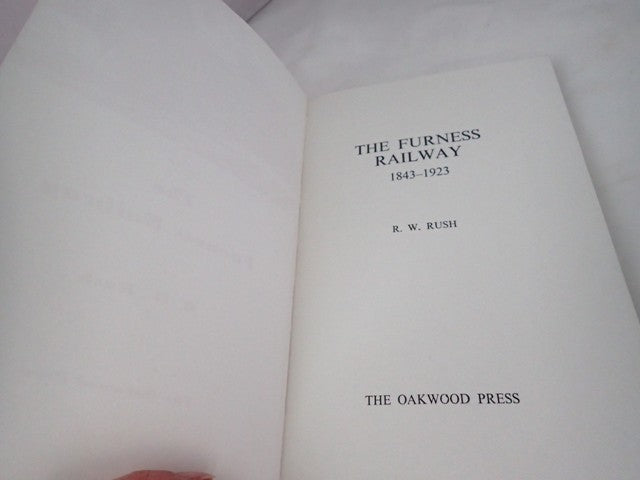 THE FURNESS
RAILWAY
1843–1923
R. W. RUSH
THE OAKWOOD PRESS